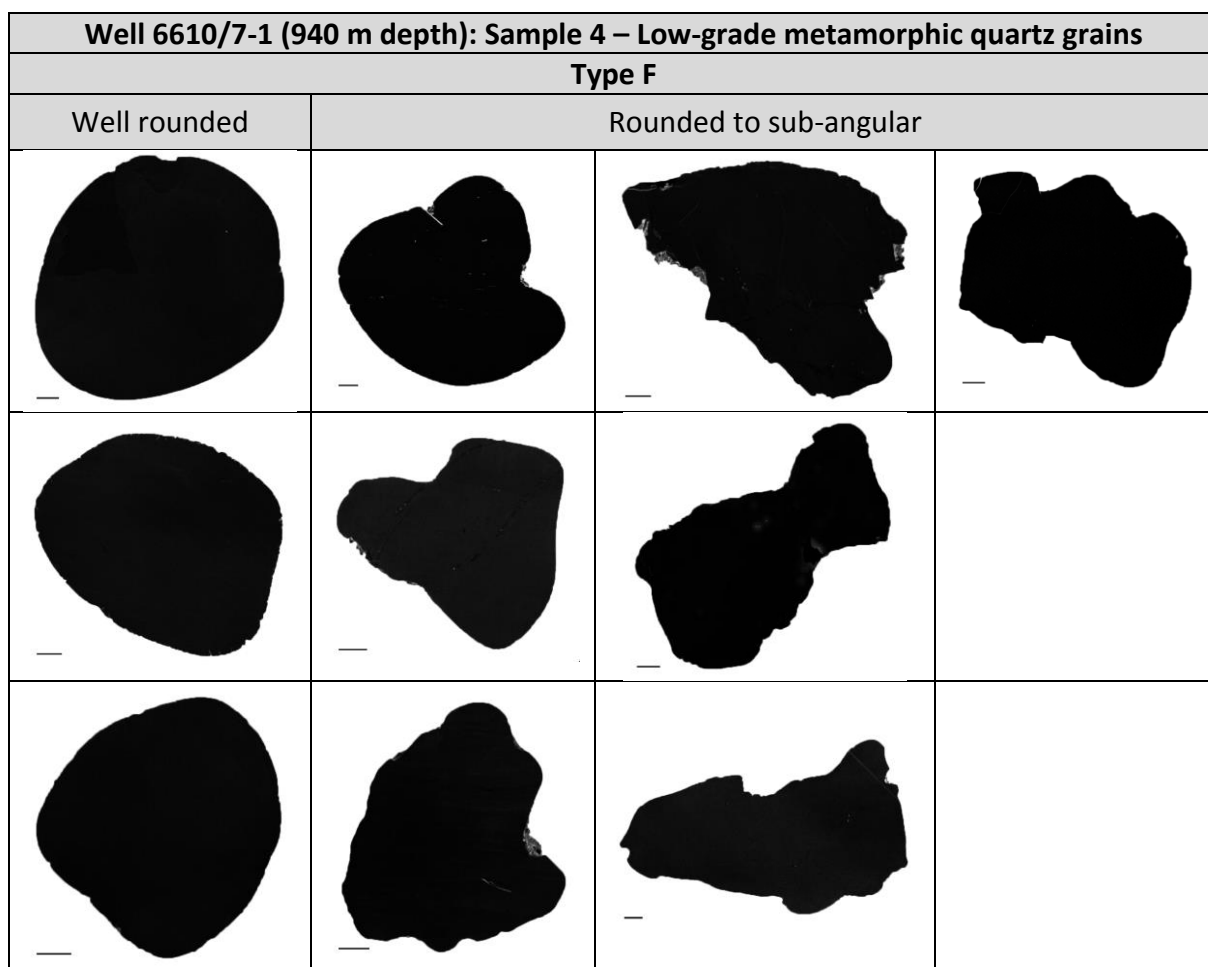 Well 6610/7-1 (940 m depth): Sample 4 – Low-grade metamorphic quartz grains
Type F
Well rounded
Rounded to sub-angular